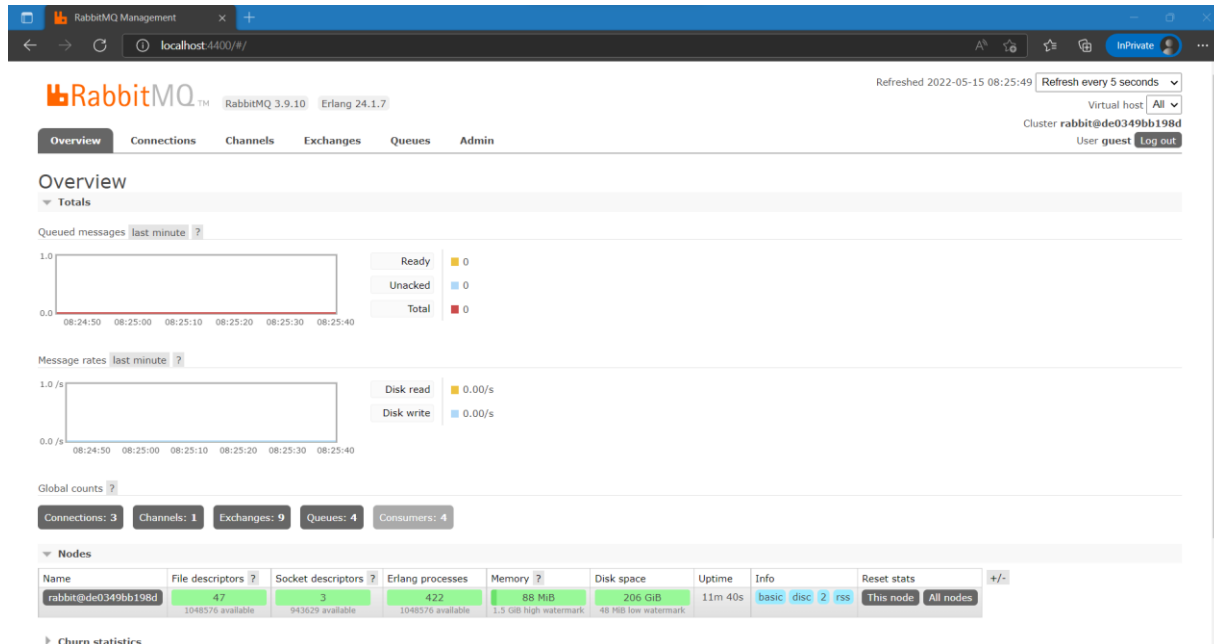 RabbitMQ Management
localhost:4400/#/
InPrivate
Refreshed 2022-05-15 08:25:49 Refresh every 5 seconds
RabbitMQ TM RabbitMQ 3.9.10 Erlang 24.1.7
Virtual host All
Cluster rabbit@de0349bb198d
User guest Log out
Overview Connections Channels Exchanges Queues Admin
Overview
Totals
Queued messages last minute ?
1.0
0.0
08:24:50 08:25:00 08:25:10 08:25:20 08:25:30 08:25:40
Ready 0
Unacked 0
Total 0
Message rates last minute ?
1.0 /s
0.0 /s
08:24:50 08:25:00 08:25:10 08:25:20 08:25:30 08:25:40
Disk read 0.00/s
Disk write 0.00/s
Global counts ?
Connections: 3 Channels: 1 Exchanges: 9 Queues: 4 Consumers: 4
Nodes
Name File descriptors ? Socket descriptors ? Erlang processes Memory ? Disk space Uptime Info Reset stats +/-
rabbit@de0349bb198d 47 3 422 88 MiB 206 GiB 11m 40s basic disc 2 rss This node All nodes
1048576 available 943629 available 1048576 available 1.5 GiB high watermark 48 MiB low watermark
Churn statistics